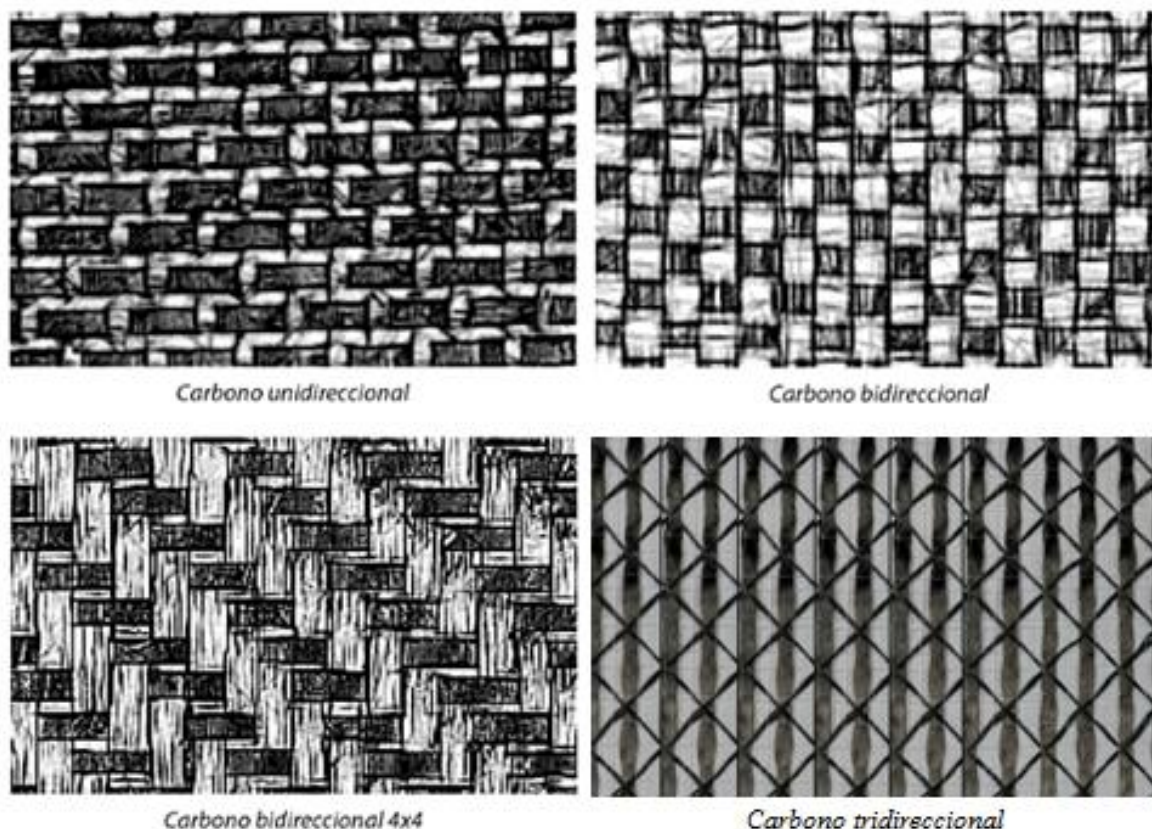 Carbono unidireccional
Carbono bidireccional
Carbono bidireccional 4x4
Carbono tridireccional